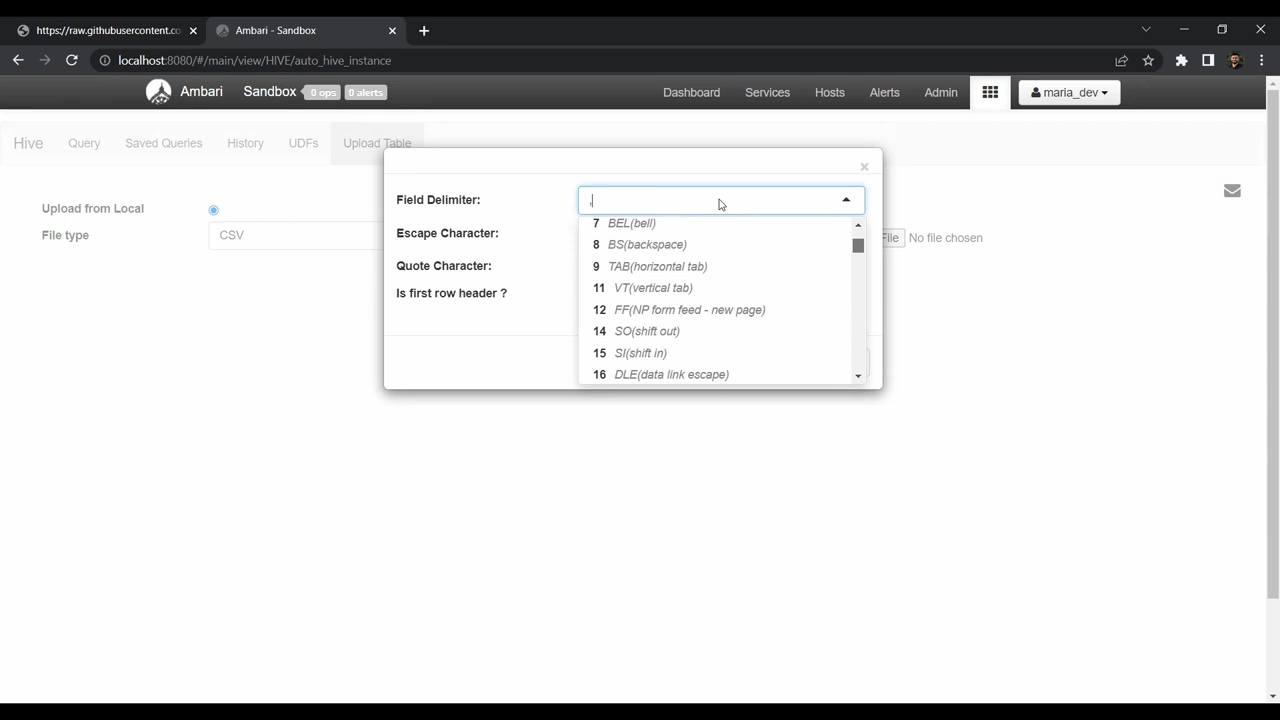 https://raw.githubusercontent.co
Ambari - Sandbox
localhost:8080/#/main/view/HIVE/auto_hive_instance
Ambari Sandbox 0 ops 0 alerts Dashboard Services Hosts Alerts Admin maria_dev
Hive Query Saved Queries History UDFs Upload Table
Upload from Local
File type CSV File No file chosen
×
Field Delimiter: ,
Escape Character:
Quote Character:
Is first row header ?
7 BEL(bell)
8 BS(backspace)
9 TAB(horizontal tab)
11 VT(vertical tab)
12 FF(NP form feed - new page)
14 SO(shift out)
15 SI(shift in)
16 DLE(data link escape)